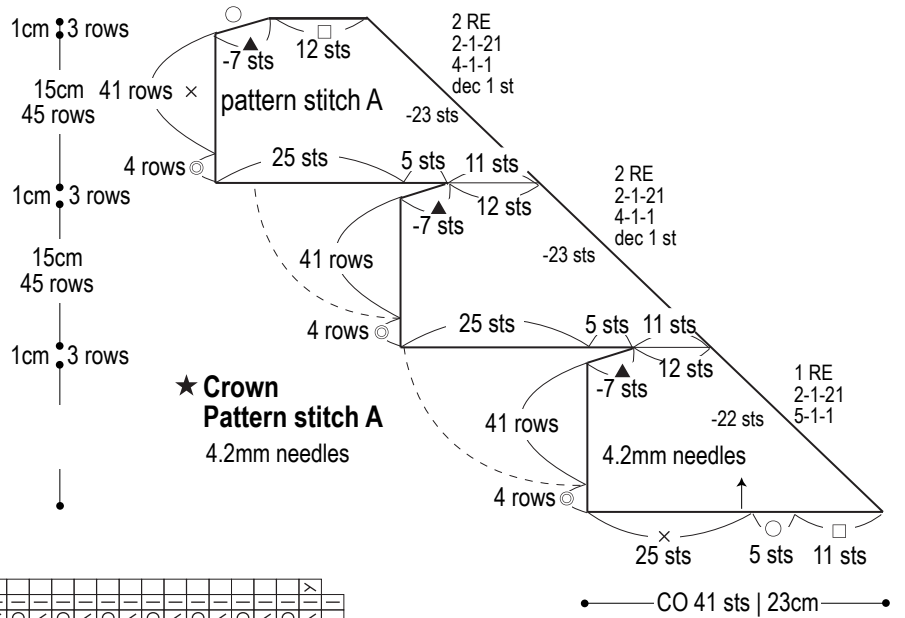 1cm 3 rows
15cm
45 rows
1cm 3 rows
15cm
45 rows
1cm 3 rows
○
▲
-7 sts
□
12 sts
41 rows ×
pattern stitch A
4 rows ◎
25 sts
5 sts
11 sts
12 sts
-23 sts
2 RE
2-1-21
4-1-1
dec 1 st
▲
-7 sts
41 rows
4 rows ◎
25 sts
5 sts
11 sts
12 sts
-23 sts
2 RE
2-1-21
4-1-1
dec 1 st
★ Crown
Pattern stitch A
4.2mm needles
▲
-7 sts
41 rows
4 rows ◎
-22 sts
1 RE
2-1-21
5-1-1
4.2mm needles
×
25 sts
○
5 sts
□
11 sts
CO 41 sts | 23cm